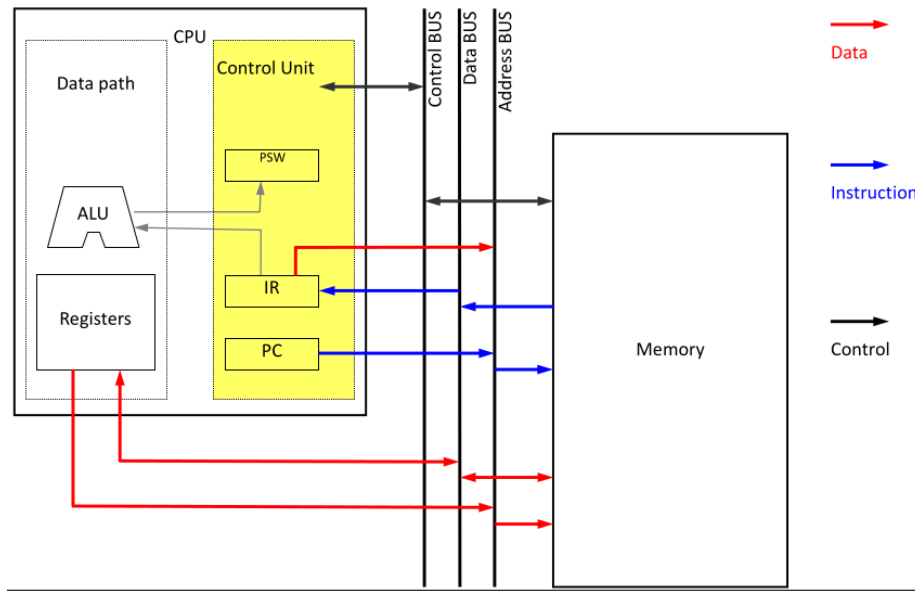 CPU
Data path
Control Unit
PSW
ALU
IR
Registers
PC
Control BUS
Data BUS
Address BUS
Memory
Data
Instruction
Control